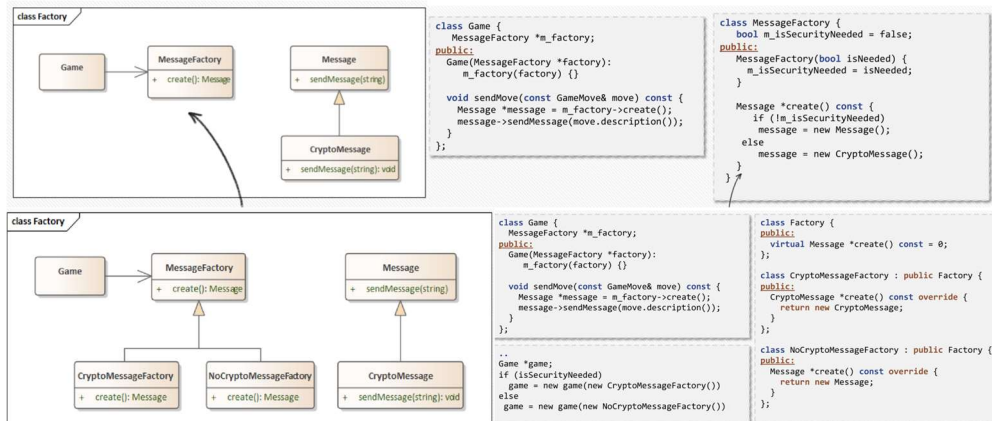 class Factory
Game
MessageFactory
+ create(): Message
Message
+ sendMessage(string)
CryptoMessage
+ sendMessage(string): void
class Game {
MessageFactory *m_factory;
public:
Game(MessageFactory *factory):
m_factory(factory) {}
void sendMove(const GameMove& move) const {
Message *message = m_factory->create();
message->sendMessage(move.description());
}
};
class MessageFactory {
bool m_isSecurityNeeded = false;
public:
MessageFactory(bool isNeeded) {
m_isSecurityNeeded = isNeeded;
}
Message *create() const {
if (!m_isSecurityNeeded)
message = new Message();
else
message = new CryptoMessage();
}
}
class Factory
Game
MessageFactory
+ create(): Message
Message
+ sendMessage(string)
CryptoMessageFactory
+ create(): Message
NoCryptoMessageFactory
+ create(): Message
CryptoMessage
+ sendMessage(string): void
class Game {
MessageFactory *m_factory;
public:
Game(MessageFactory *factory):
m_factory(factory) {}
void sendMove(const GameMove& move) const {
Message *message = m_factory->create();
message->sendMessage(move.description());
}
};
..
Game *game;
if (isSecurityNeeded)
game = new game(new CryptoMessageFactory())
else
game = new game(new NoCryptoMessageFactory())
class Factory {
public:
virtual Message *create() const = 0;
};
class CryptoMessageFactory : public Factory {
public:
CryptoMessage *create() const override {
return new CryptoMessage;
}
};
class NoCryptoMessageFactory : public Factory {
public:
Message *create() const override {
return new Message;
}
};